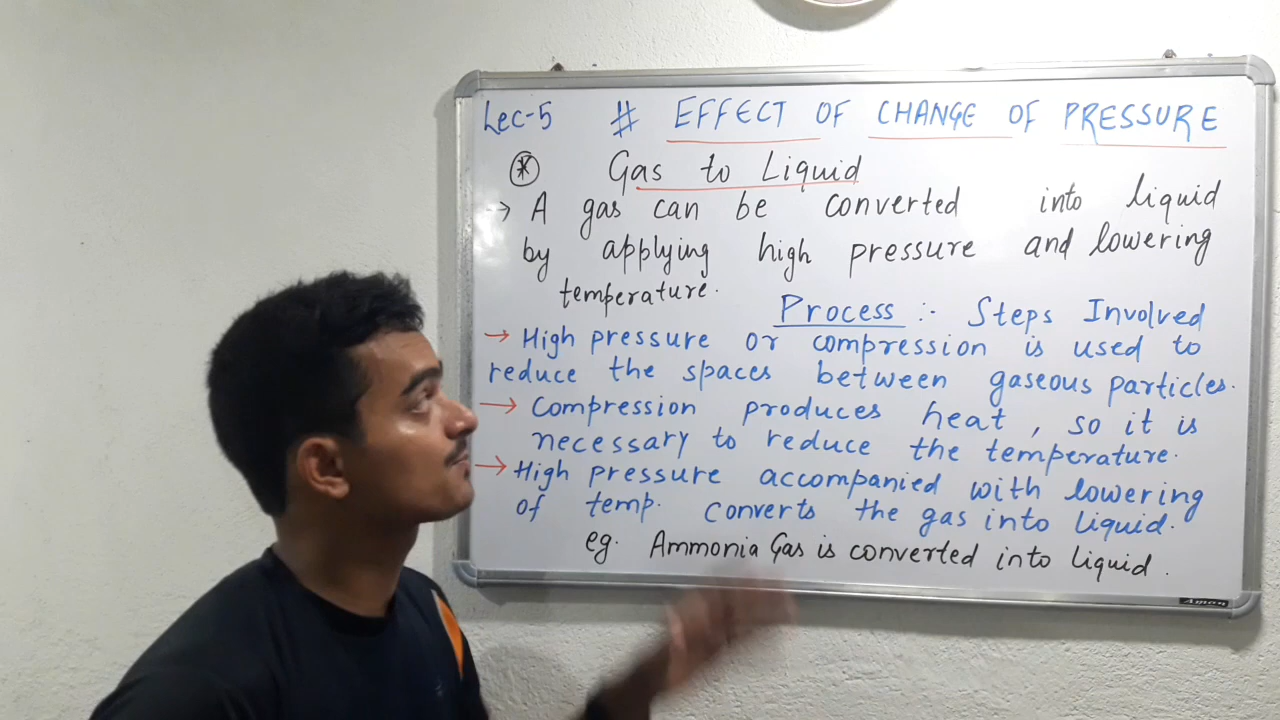 Lec-5 # EFFECT OF CHANGE OF PRESSURE
* Gas to Liquid
→ A gas can be converted into liquid
by applying high pressure and lowering
temperature.
Process :- Steps Involved
→ High pressure or compression is used to
reduce the spaces between gaseous particles.
→ Compression produces heat, so it is
necessary to reduce the temperature.
→ High pressure accompanied with lowering
of temp. converts the gas into liquid.
eg. Ammonia Gas is converted into liquid.
Aman